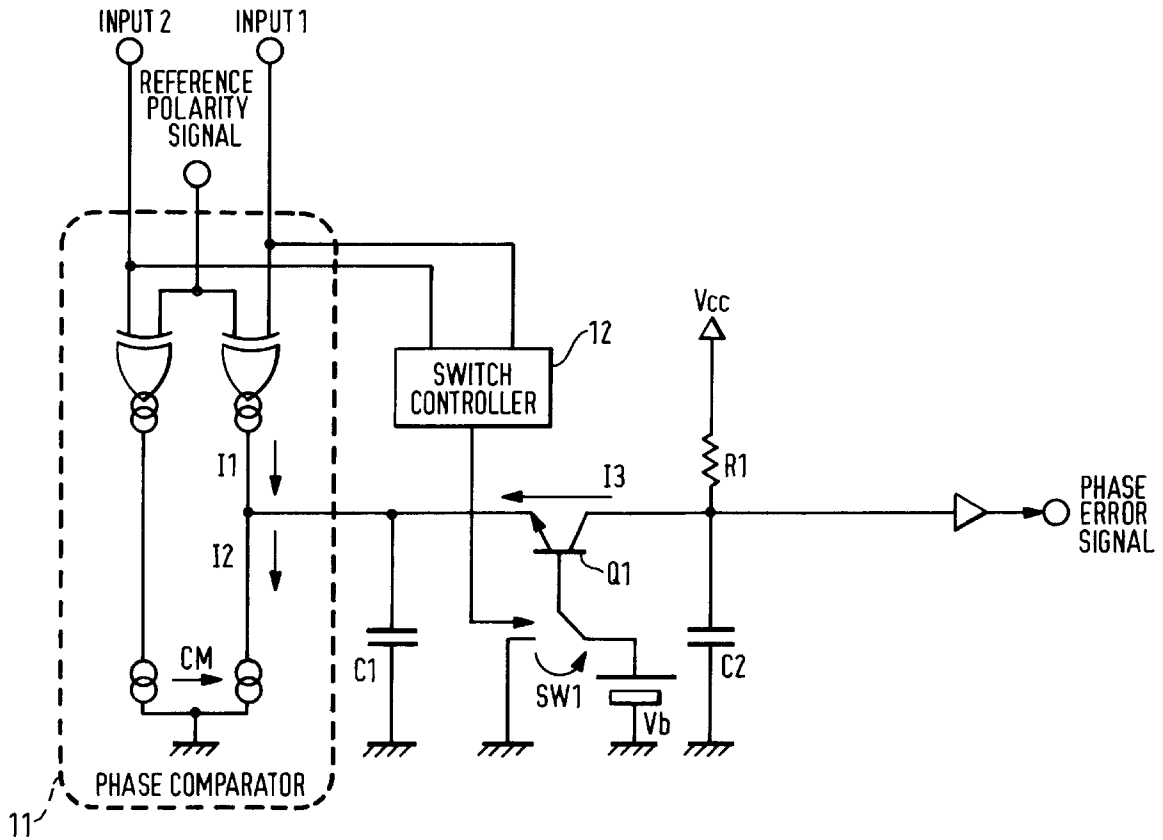 INPUT 2
INPUT 1
REFERENCE
POLARITY
SIGNAL
12
SWITCH
CONTROLLER
Vcc
R1
I1
I3
I2
Q1
PHASE
ERROR
SIGNAL
CM
C1
SW1
Vb
C2
PHASE COMPARATOR
11